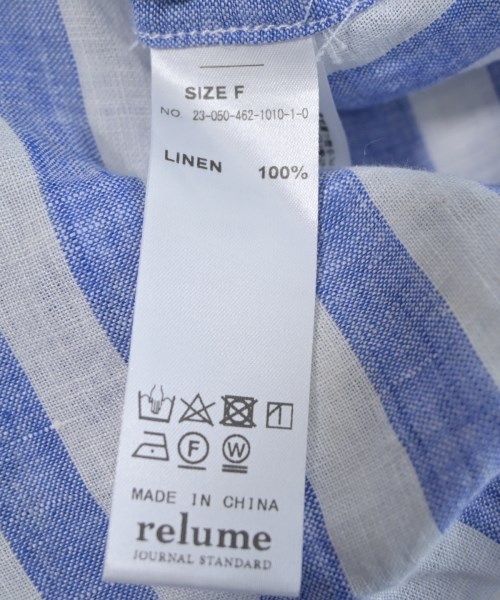 SIZE F
NO. 23-050-462-1010-1-0
LINEN 100%
F W
MADE IN CHINA
relume
JOURNAL STANDARD